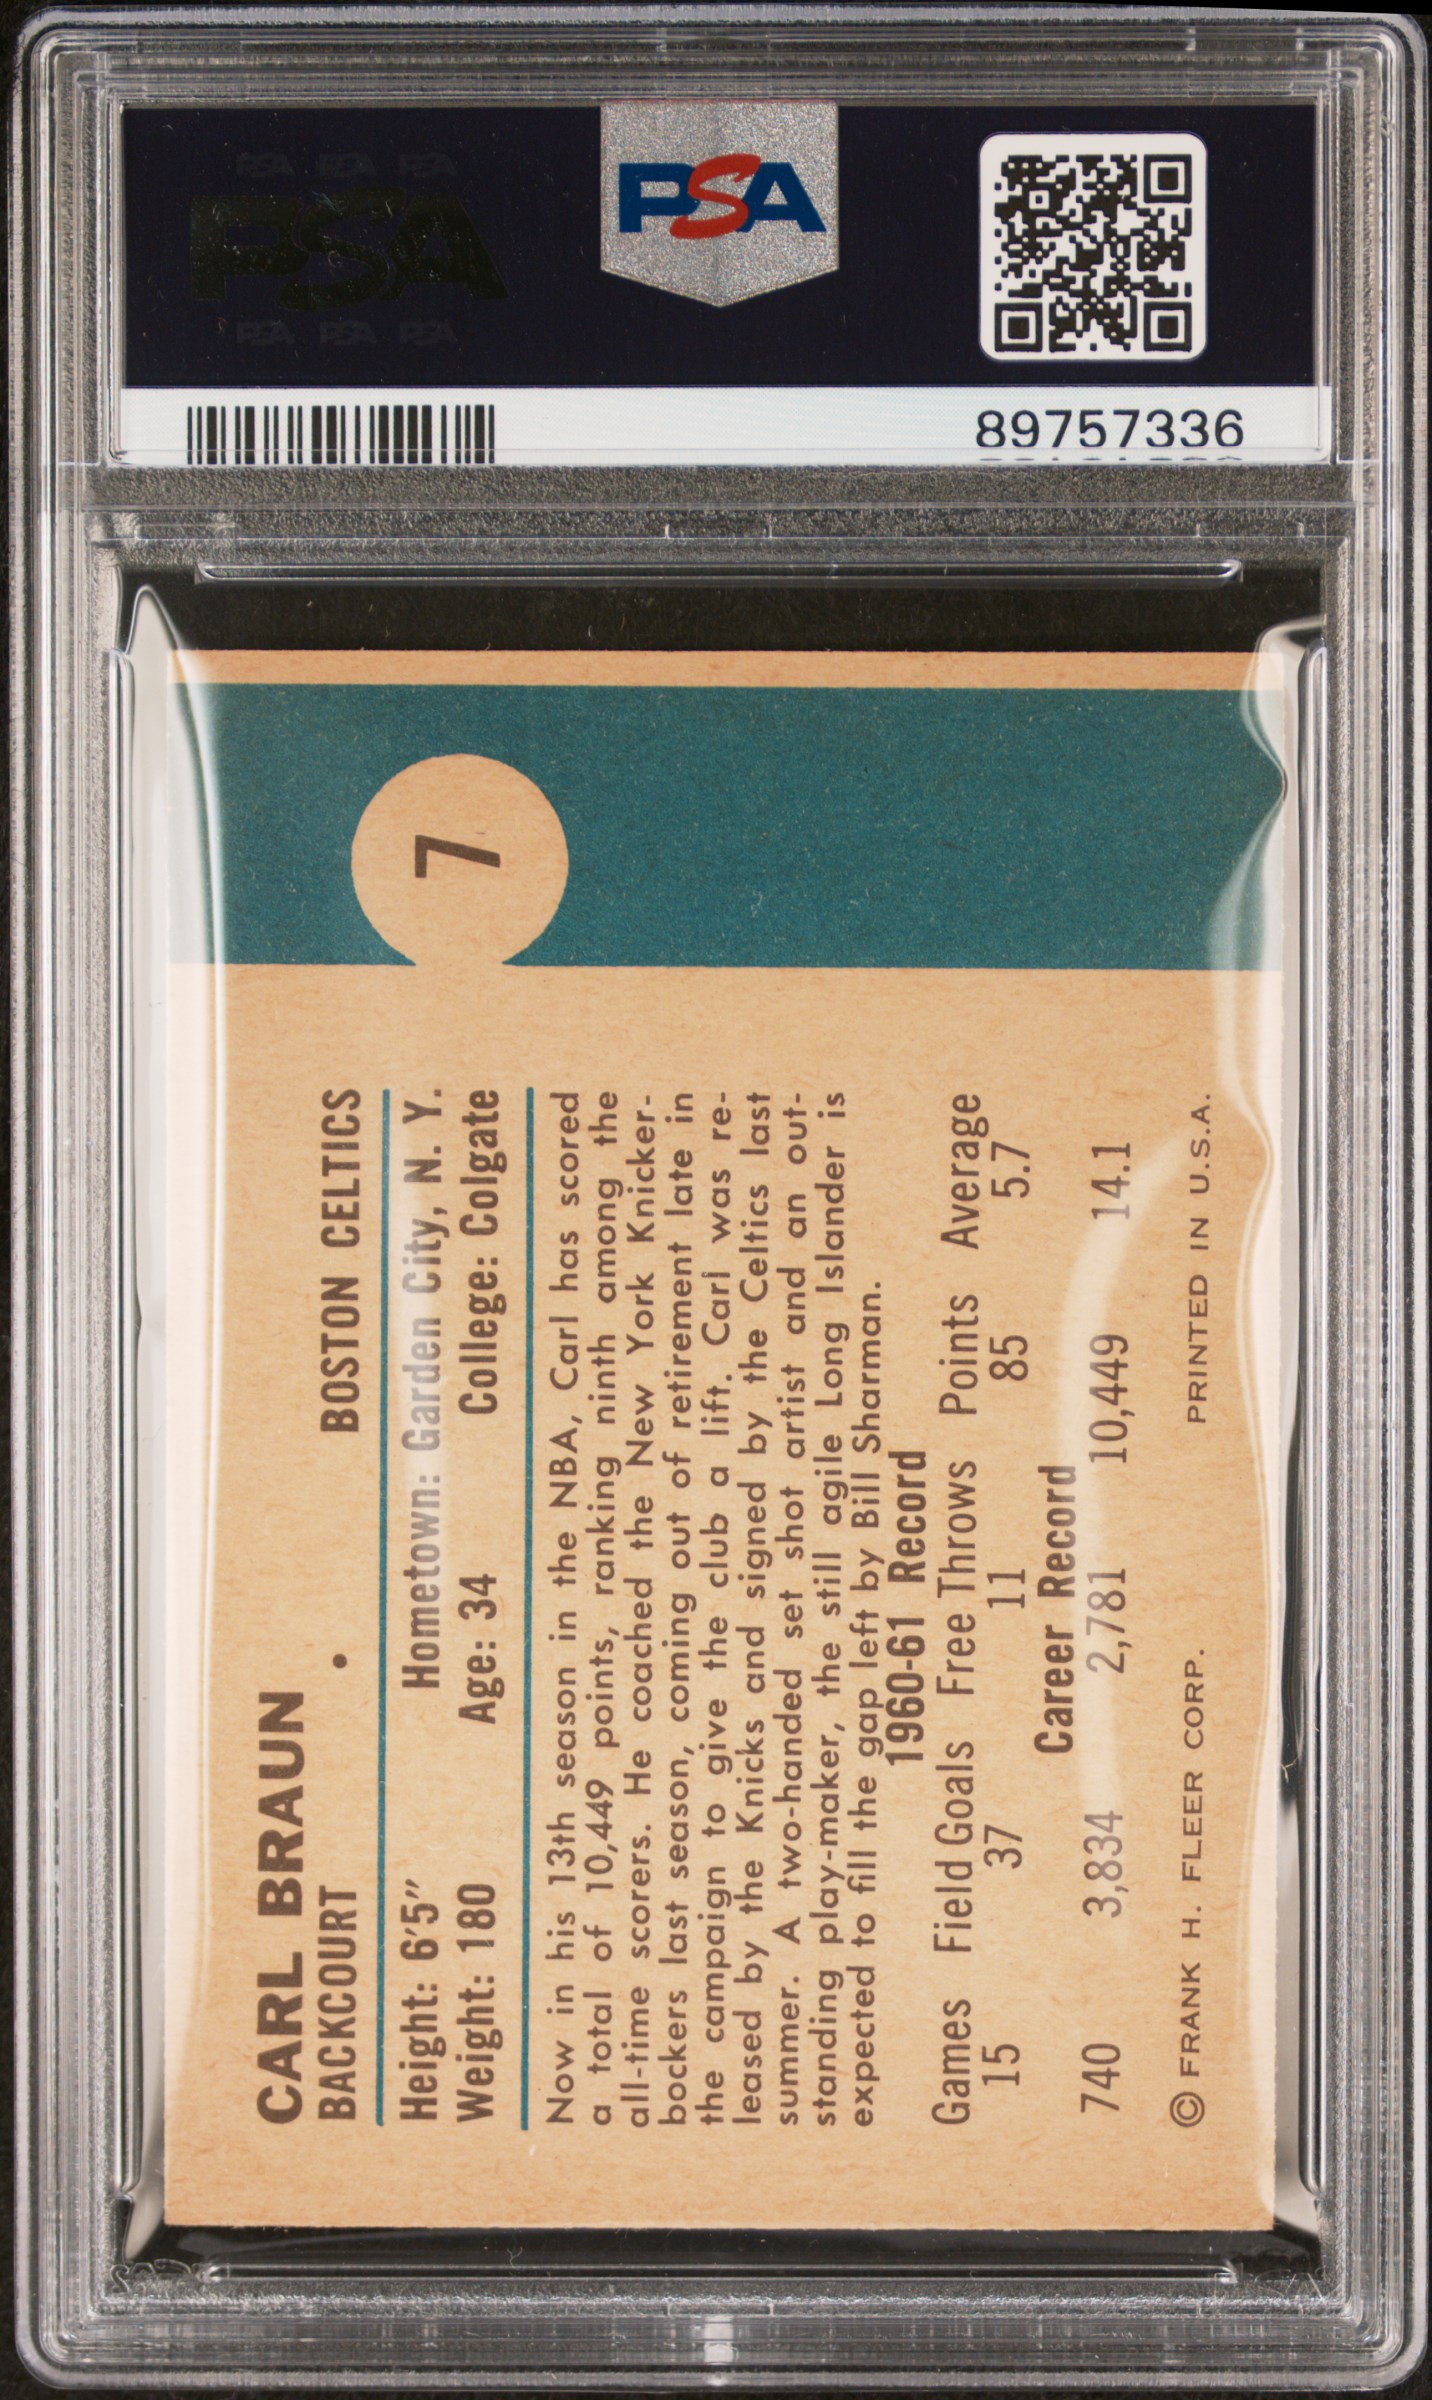 PSA PSA PSA
PSA
PSA PSA PSA
PSA
89757336
7
CARL BRAUN
BACKCOURT • BOSTON CELTICS
Height: 6'5" Hometown: Garden City, N. Y.
Weight: 180 Age: 34 College: Colgate
Now in his 13th season in the NBA, Carl has scored
a total of 10,449 points, ranking ninth among the
all-time scorers. He coached the New York Knicker-
bockers last season, coming out of retirement late in
the campaign to give the club a lift. Carl was re-
leased by the Knicks and signed by the Celtics last
summer. A two-handed set shot artist and an out-
standing play-maker, the still agile Long Islander is
expected to fill the gap left by Bill Sharman.
1960-61 Record
Games Field Goals Free Throws Points Average
15 37 11 85 5.7
Career Record
740 3,834 2,781 10,449 14.1
© FRANK H. FLEER CORP. PRINTED IN U.S.A.